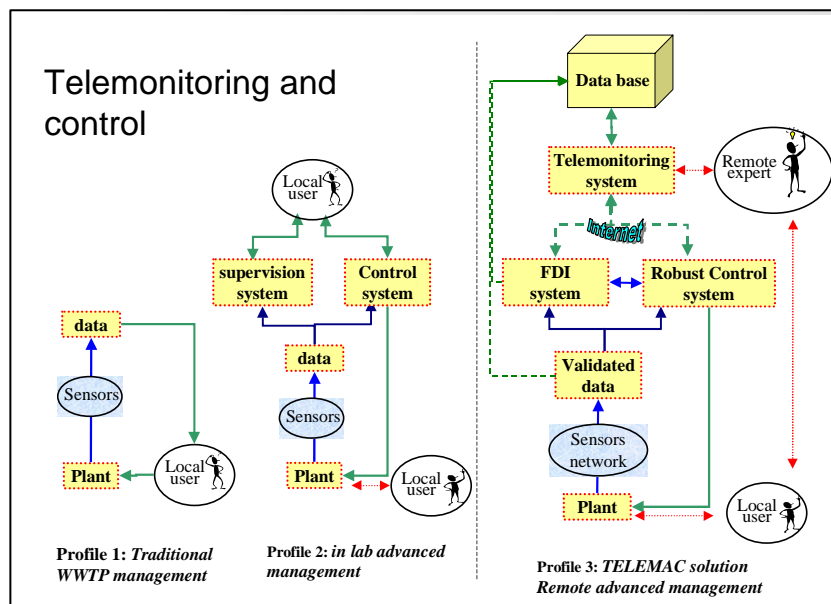 Telemonitoring and
control
data
Sensors
Plant
Local
user
Profile 1: Traditional
WWTP management
Local
user
supervision
system
Control
system
data
Sensors
Plant
Local
user
Profile 2: in lab advanced
management
Data base
Telemonitoring
system
Remote
expert
Internet
FDI
system
Robust Control
system
Validated
data
Sensors
network
Plant
Local
user
Profile 3: TELEMAC solution
Remote advanced management